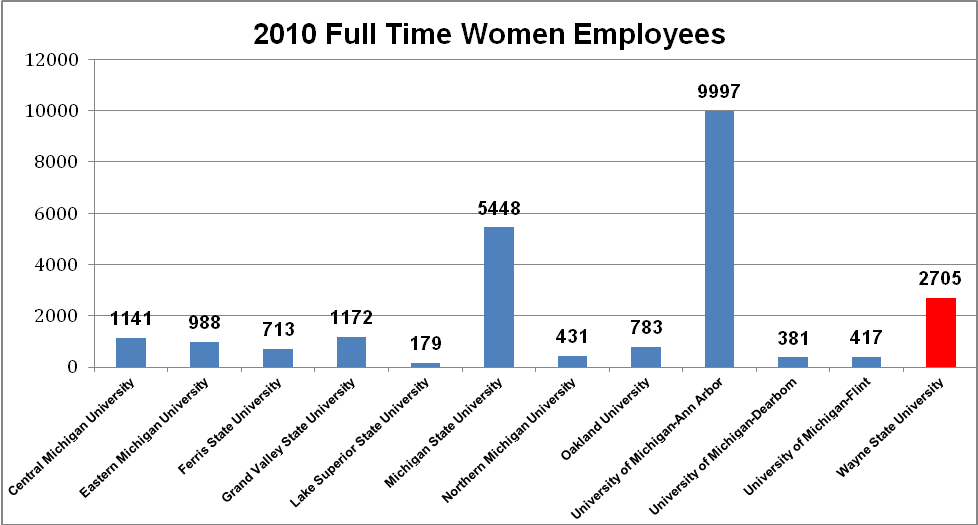 2010 Full Time Women Employees
12000
10000
8000
6000
4000
2000
0
1141
988
713
1172
179
5448
431
783
9997
381
417
2705
Central Michigan University
Eastern Michigan University
Ferris State University
Grand Valley State University
Lake Superior State University
Michigan State University
Northern Michigan University
Oakland University
University of Michigan-Ann Arbor
University of Michigan-Dearborn
University of Michigan-Flint
Wayne State University